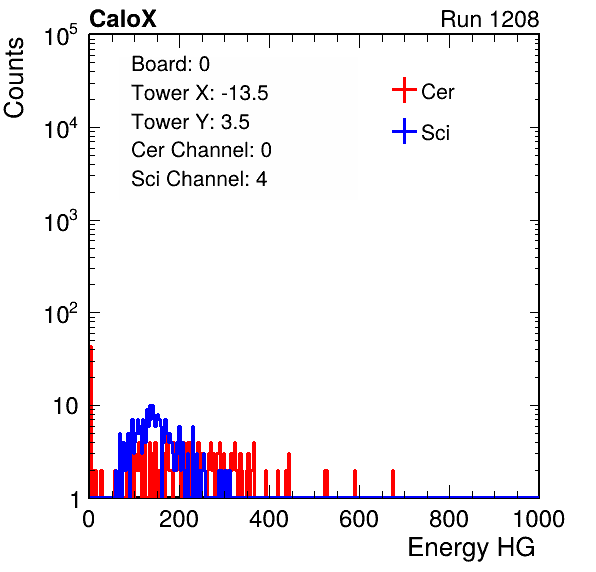 CaloX Run 1208
Counts
Board: 0
Tower X: -13.5
Tower Y: 3.5
Cer Channel: 0
Sci Channel: 4
Cer
Sci
10^5
10^4
10^3
10^2
10
1
0 200 400 600 800 1000
Energy HG